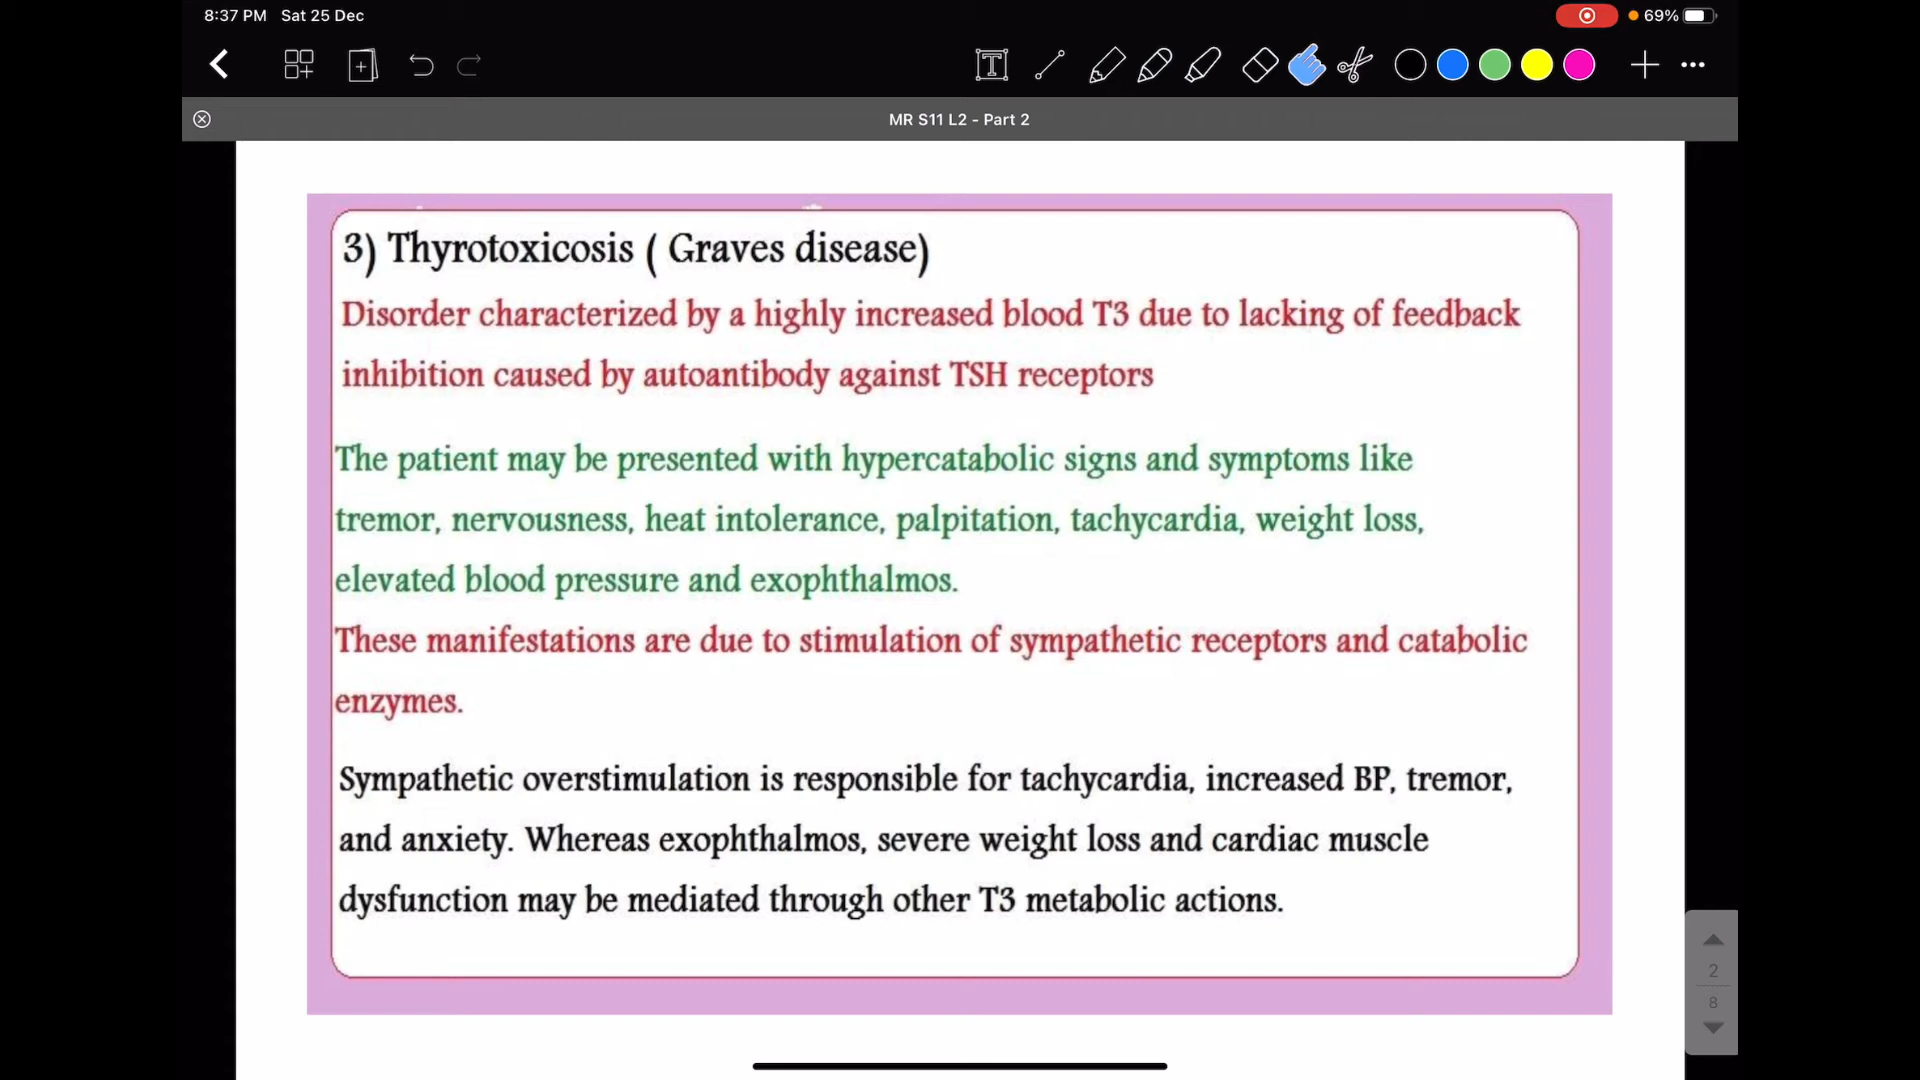 8:37 PM Sat 25 Dec
69%
T
MR S11 L2 - Part 2
3) Thyrotoxicosis ( Graves disease)
Disorder characterized by a highly increased blood T3 due to lacking of feedback
inhibition caused by autoantibody against TSH receptors
The patient may be presented with hypercatabolic signs and symptoms like
tremor, nervousness, heat intolerance, palpitation, tachycardia, weight loss,
elevated blood pressure and exophthalmos.
These manifestations are due to stimulation of sympathetic receptors and catabolic
enzymes.
Sympathetic overstimulation is responsible for tachycardia, increased BP, tremor,
and anxiety. Whereas exophthalmos, severe weight loss and cardiac muscle
dysfunction may be mediated through other T3 metabolic actions.
2
8